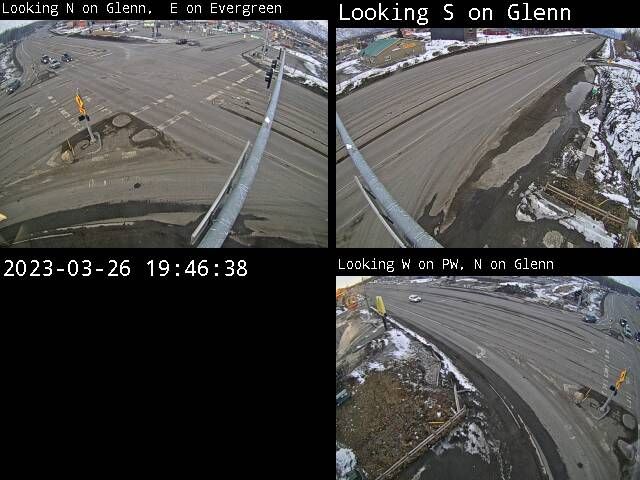 Looking N on Glenn,  E on Evergreen
Looking S on Glenn
2023-03-26 19:46:38
Looking W on PW, N on Glenn